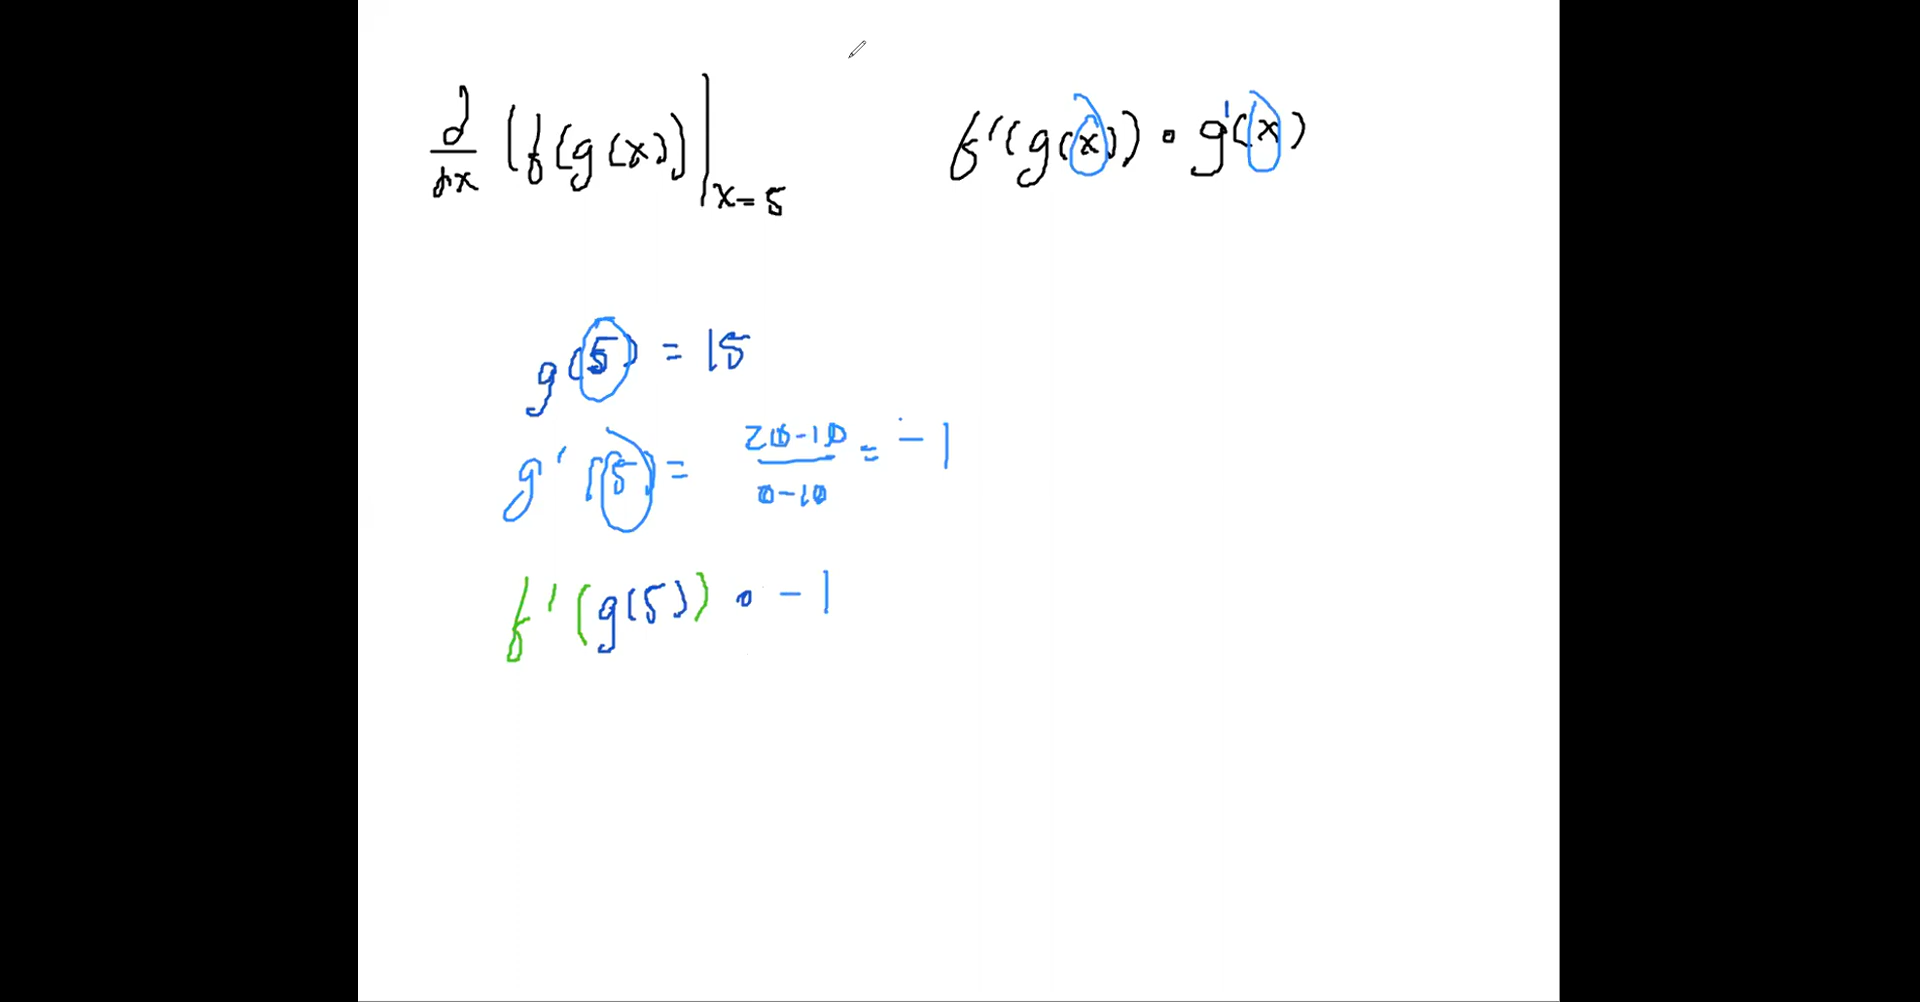 d/dx (f(g(x))|x=5
f'(g(x)) • g'(x)
g(5) = 15
g'(5) = 20-10/0-10 = -1
f'(g(5)) • -1